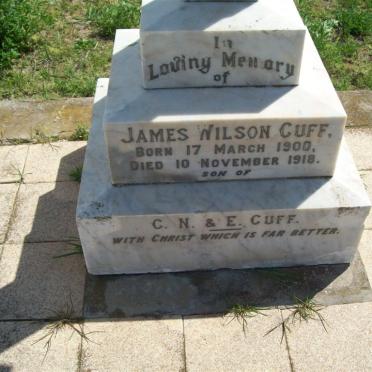 In
Loving Memory
of
JAMES WILSON CUFF,
BORN 17 MARCH 1900,
DIED 10 NOVEMBER 1918.
SON OF
C. N. & E. CUFF.
WITH CHRIST WHICH IS FAR BETTER.